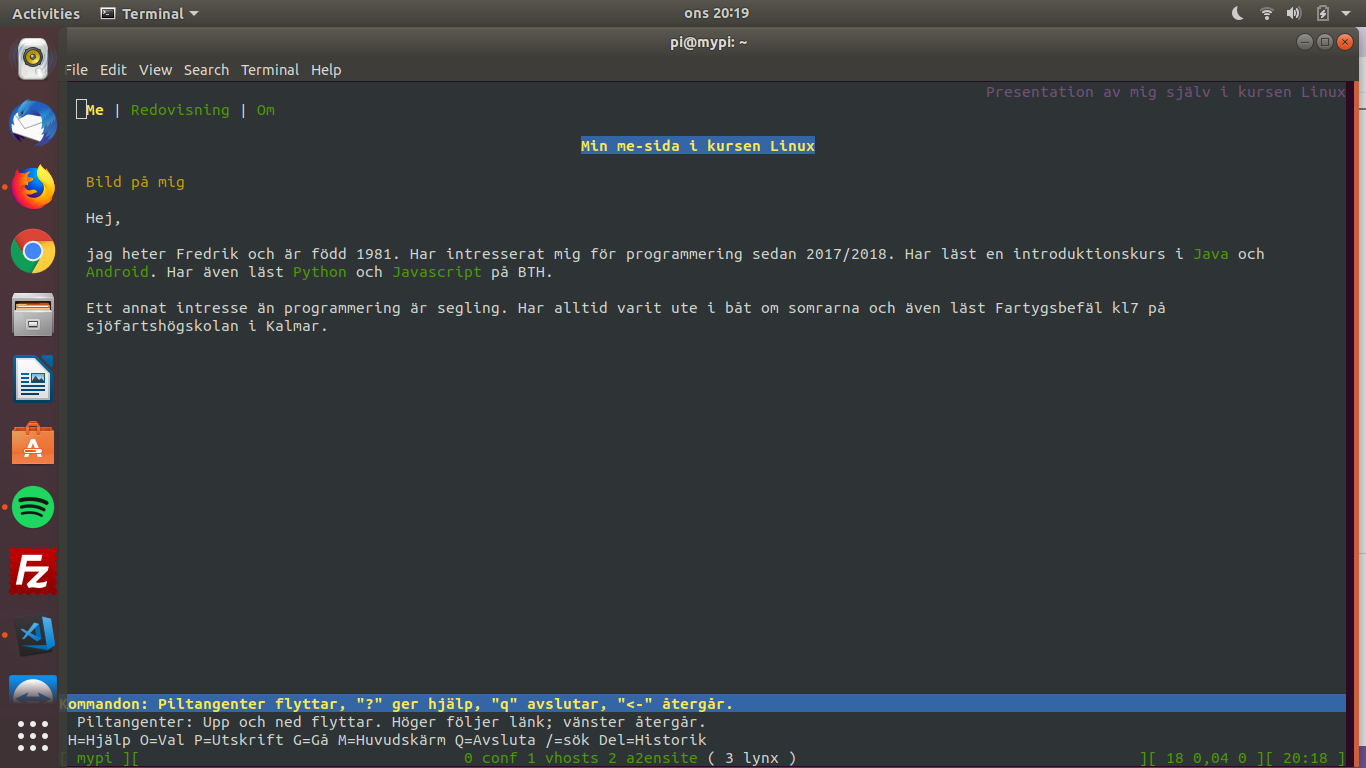 Activities Terminal ons 20:19
pi@mypi: ~
File Edit View Search Terminal Help
Presentation av mig själv i kursen Linux
Me | Redovisning | Om
Min me-sida i kursen Linux
Bild på mig
Hej,
jag heter Fredrik och är född 1981. Har intresserat mig för programmering sedan 2017/2018. Har läst en introduktionskurs i Java och
Android. Har även läst Python och Javascript på BTH.
Ett annat intresse än programmering är segling. Har alltid varit ute i båt om somrarna och även läst Fartygsbefäl kl7 på
sjöfartshögskolan i Kalmar.
Kommandon: Piltangenter flyttar, "?" ger hjälp, "q" avslutar, "<-" återgår.
Piltangenter: Upp och ned flyttar. Höger följer länk; vänster återgår.
H=Hjälp O=Val P=Utskrift G=Gå M=Huvudskärm Q=Avsluta /=sök Del=Historik
[ mypi ][ 0 conf 1 vhosts 2 a2ensite ( 3 lynx ) ][ 18 0,04 0 ][ 20:18 ]